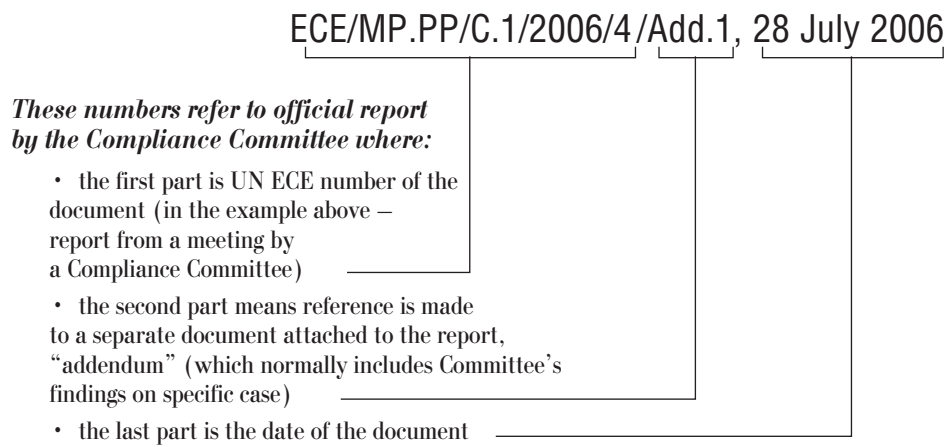 ECE/MP.PP/C.1/2006/4/Add.1, 28 July 2006
These numbers refer to official report
by the Compliance Committee where:
• the first part is UN ECE number of the
document (in the example above –
report from a meeting by
a Compliance Committee)
• the second part means reference is made
to a separate document attached to the report,
“addendum” (which normally includes Committee’s
findings on specific case)
• the last part is the date of the document